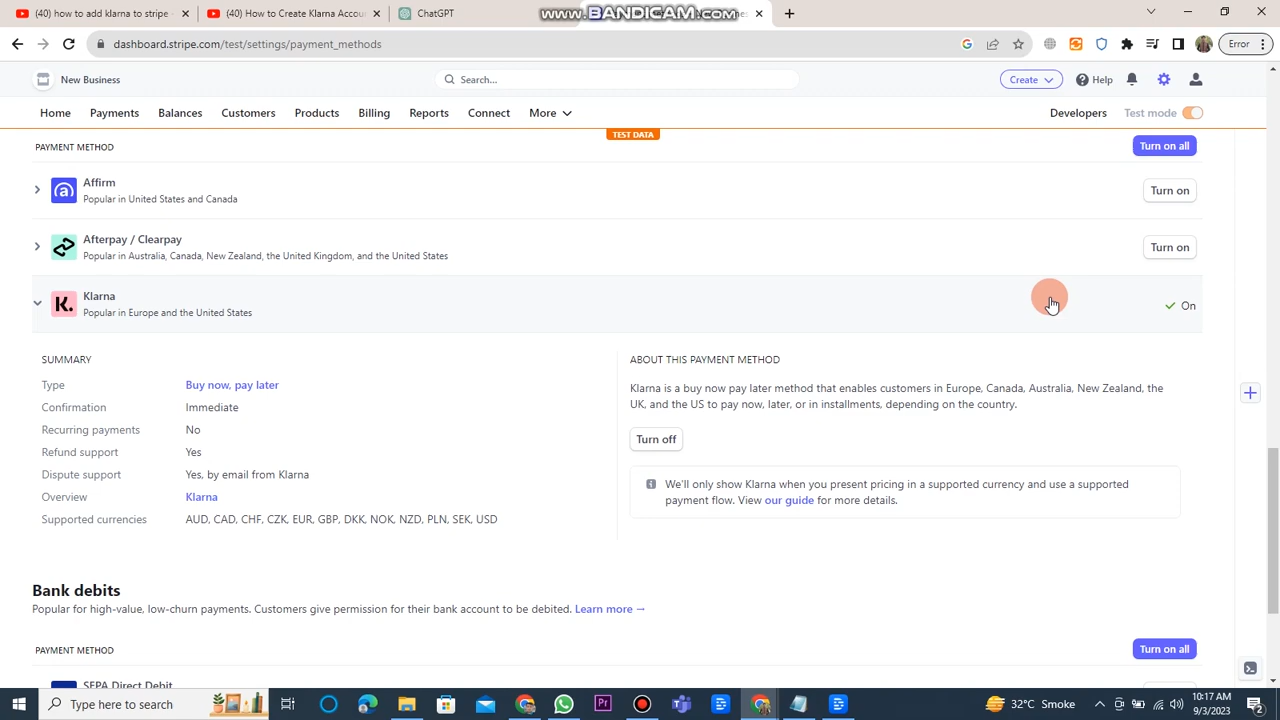 (40) how to add klarna to stripe -
(40) How to Create Klarna Accou
ChatGPT
www.BANDICAM.com
dashboard.stripe.com/test/settings/payment_methods
Error
New Business
Search...
Create
Help
Home
Payments
Balances
Customers
Products
Billing
Reports
Connect
More
Developers
Test mode
TEST DATA
PAYMENT METHOD
Turn on all
Affirm
Popular in United States and Canada
Turn on
Afterpay / Clearpay
Popular in Australia, Canada, New Zealand, the United Kingdom, and the United States
Turn on
K.
Klarna
Popular in Europe and the United States
On
SUMMARY
Type Buy now, pay later
Confirmation Immediate
Recurring payments No
Refund support Yes
Dispute support Yes, by email from Klarna
Overview Klarna
Supported currencies AUD, CAD, CHF, CZK, EUR, GBP, DKK, NOK, NZD, PLN, SEK, USD
ABOUT THIS PAYMENT METHOD
Klarna is a buy now pay later method that enables customers in Europe, Canada, Australia, New Zealand, the
UK, and the US to pay now, later, or in installments, depending on the country.
Turn off
We'll only show Klarna when you present pricing in a supported currency and use a supported
payment flow. View our guide for more details.
Bank debits
Popular for high-value, low-churn payments. Customers give permission for their bank account to be debited. Learn more →
PAYMENT METHOD
Turn on all
SEPA Direct Debit
Type here to search
Pr
32°C Smoke
10:17 AM
9/3/2023
2